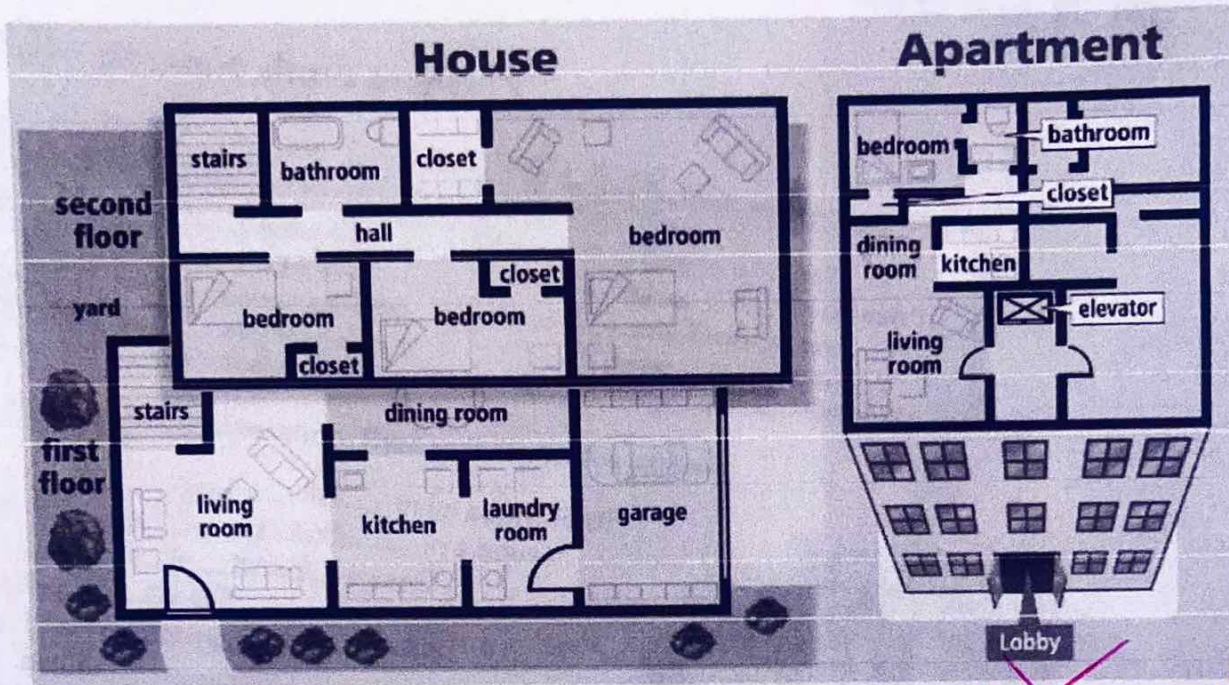 House
stairs
bathroom
closet
second
floor
hall
bedroom
closet
yard
bedroom
bedroom
closet
stairs
dining room
first
floor
living
room
kitchen
laundry
room
garage
Apartment
bedroom
bathroom
closet
dining
room
kitchen
elevator
living
room
Lobby